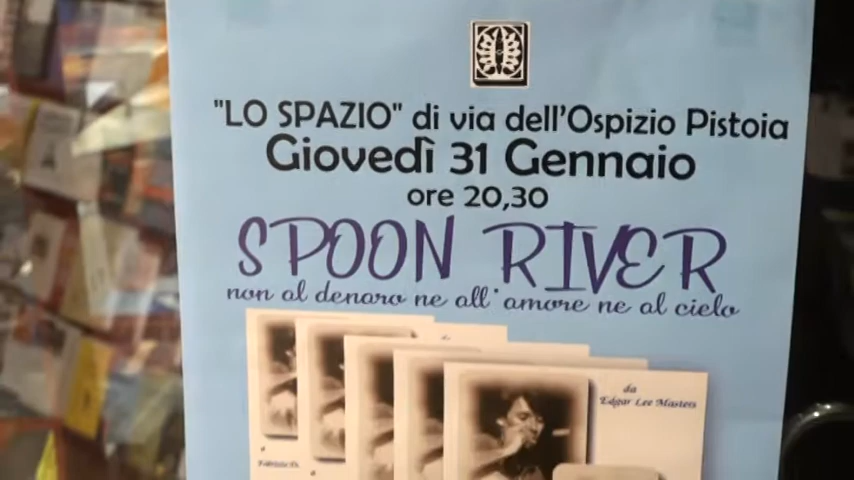 "LO SPAZIO" di via dell'Ospizio Pistoia
Giovedì 31 Gennaio
ore 20,30
SPOON RIVER
non al denaro ne all'amore ne al cielo
da
Edgar Lee Masters